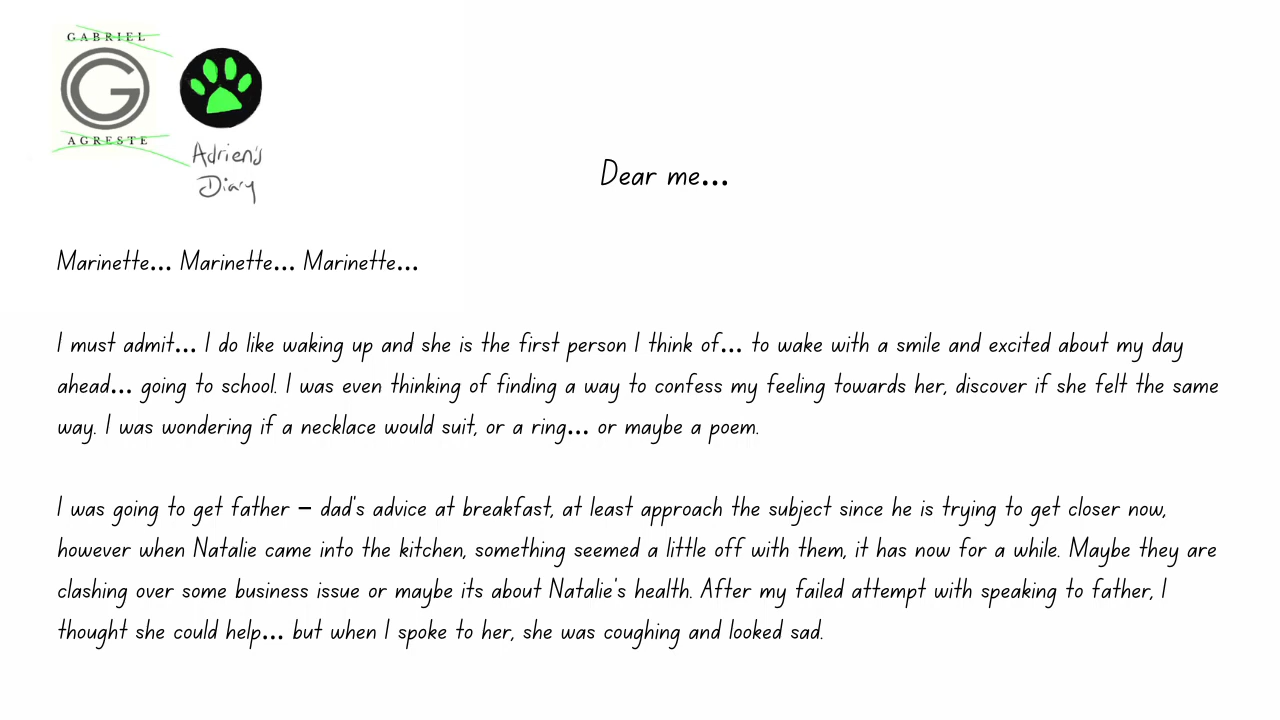 GABRIEL
G
AGRESTE
Adrien's
Diary
Dear me...
Marinette... Marinette... Marinette...
I must admit... I do like waking up and she is the first person I think of... to wake with a smile and excited about my day
ahead... going to school. I was even thinking of finding a way to confess my feeling towards her, discover if she felt the same
way. I was wondering if a necklace would suit, or a ring... or maybe a poem.
I was going to get father – dad's advice at breakfast, at least approach the subject since he is trying to get closer now,
however when Natalie came into the kitchen, something seemed a little off with them, it has now for a while. Maybe they are
clashing over some business issue or maybe its about Natalie's health. After my failed attempt with speaking to father, I
thought she could help... but when I spoke to her, she was coughing and looked sad.